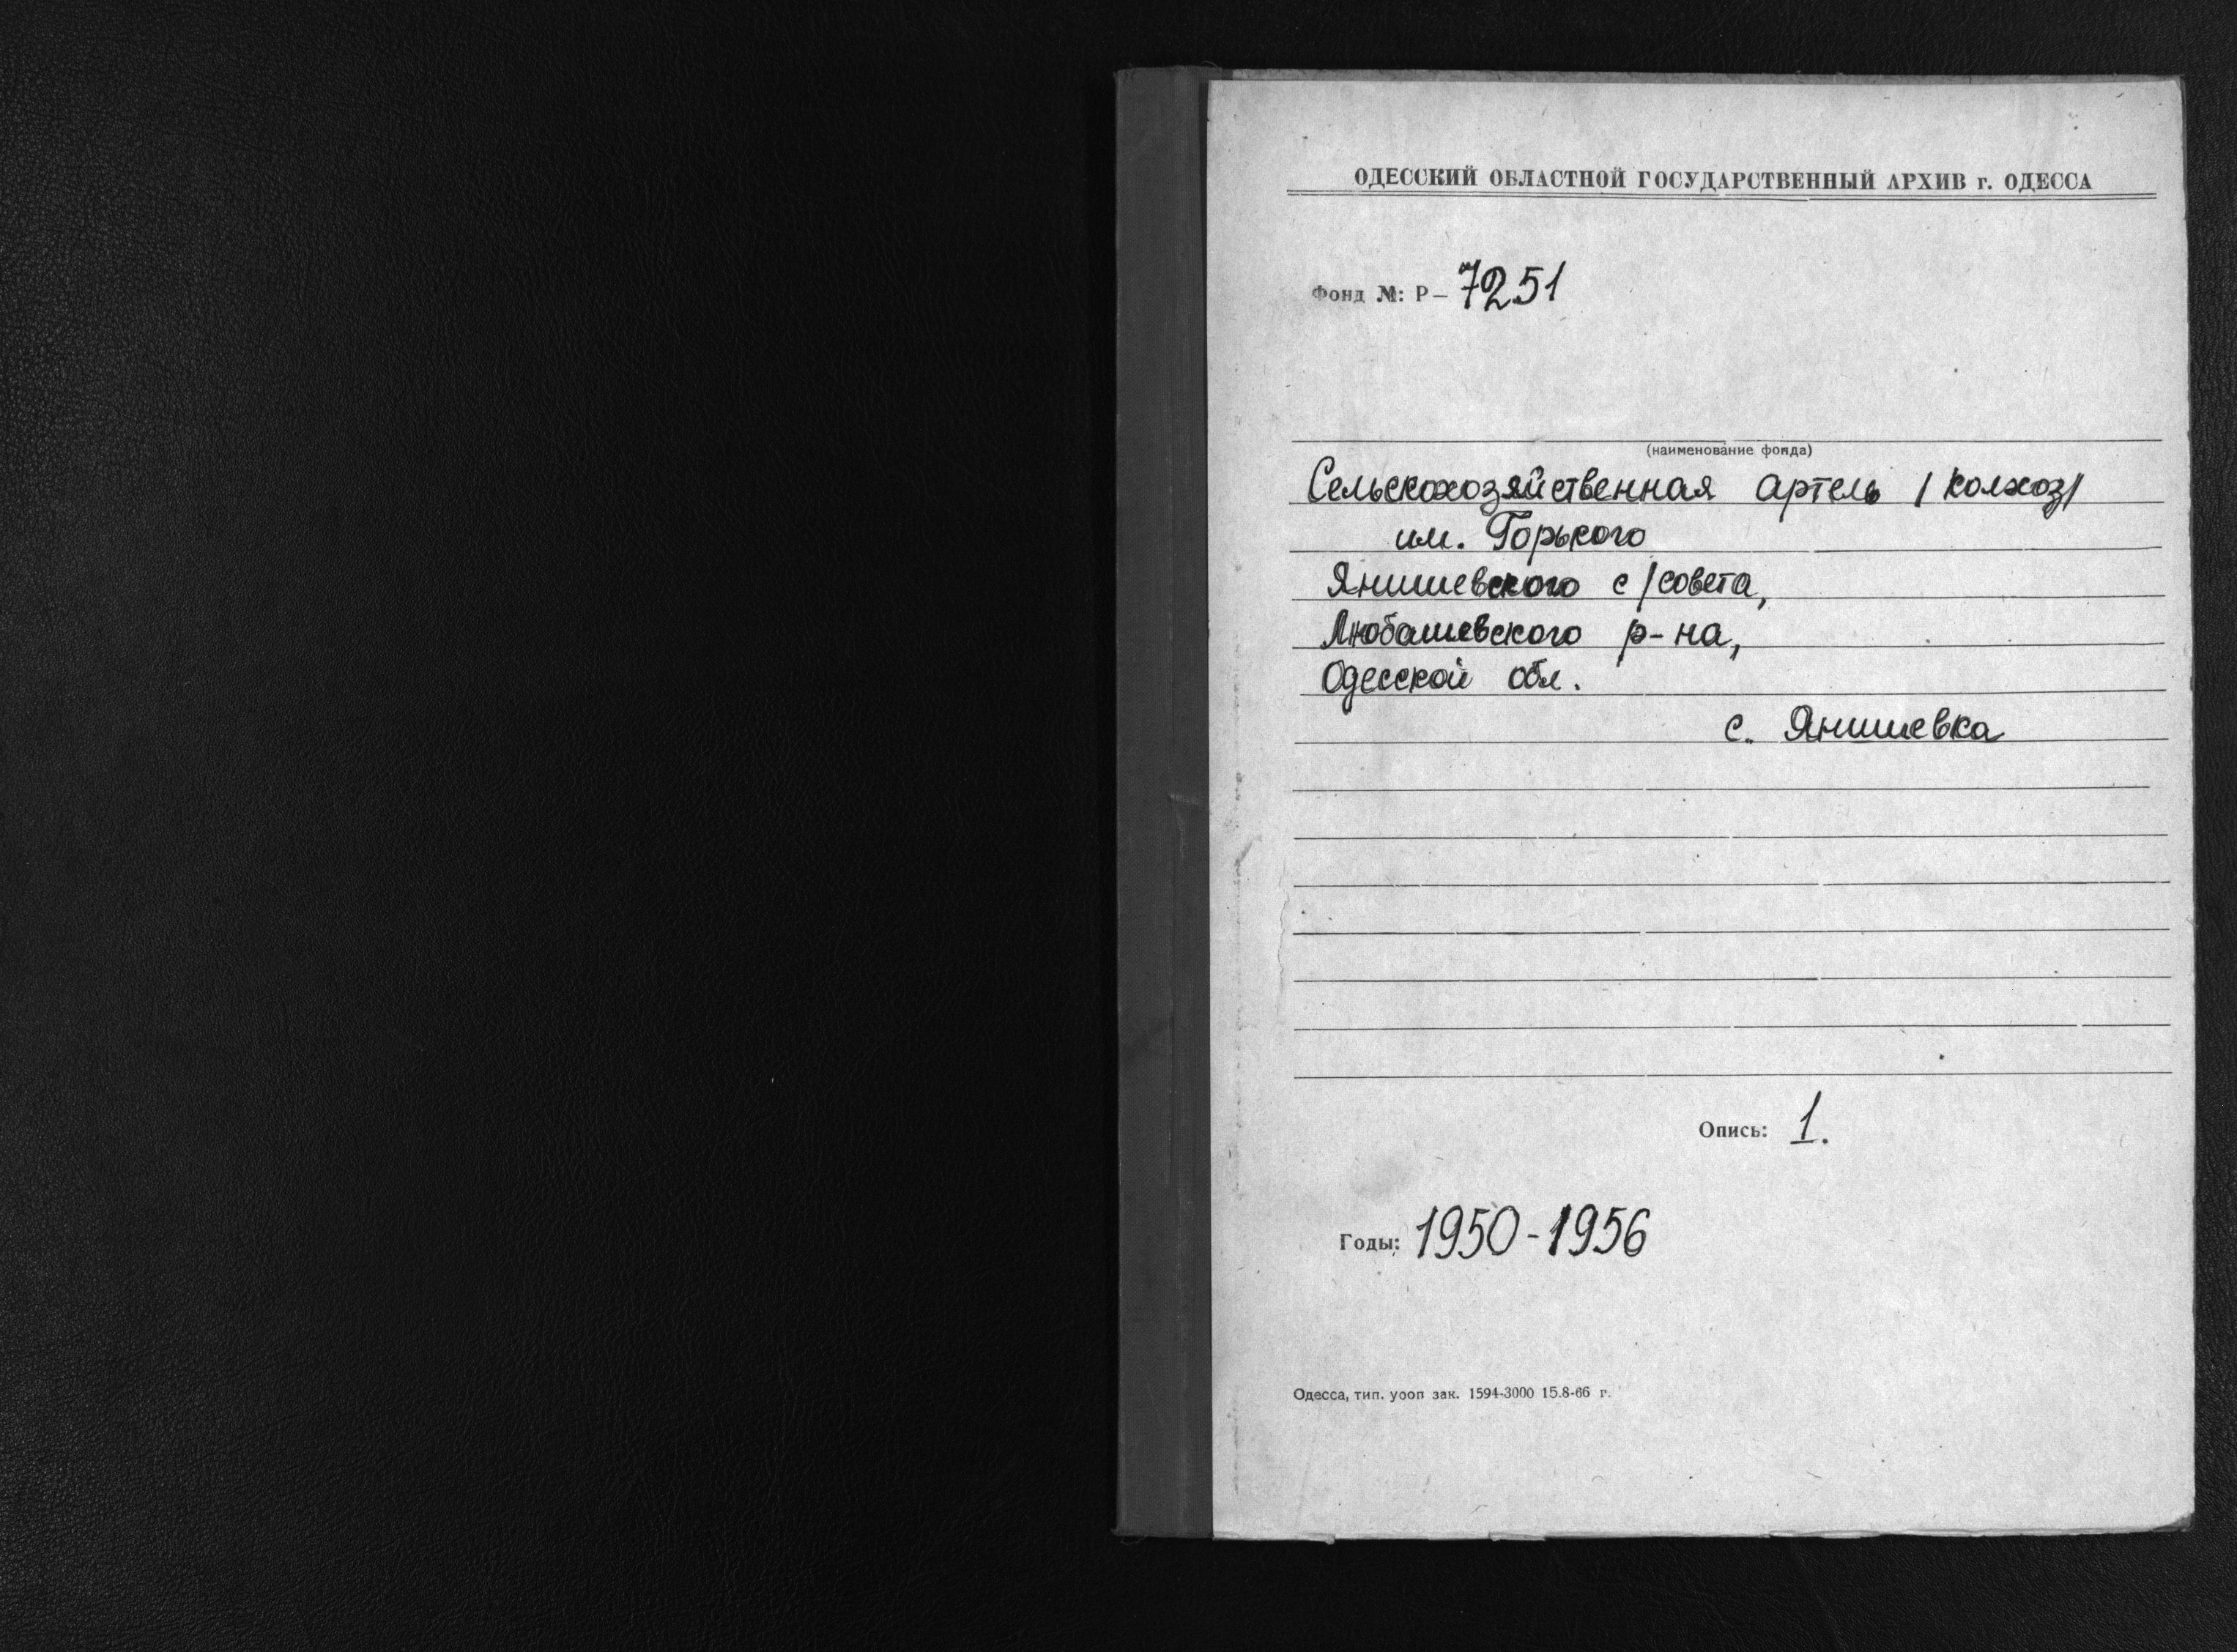 ОДЕССКИЙ ОБЛАСТНОЙ ГОСУДАРСТВЕННЫЙ АРХИВ г. ОДЕССА
Фонд №: Р– 7251
(наименование фонда)
Сельскохозяйственная артель /колхоз/
им. Горького
Янишевского с/совета,
Любашевского р-на,
Одесской обл.
с. Янишевка
Опись: 1.
Годы: 1950-1956
Одесса, тип. уооп зак. 1594-3000 15.8-66 г.